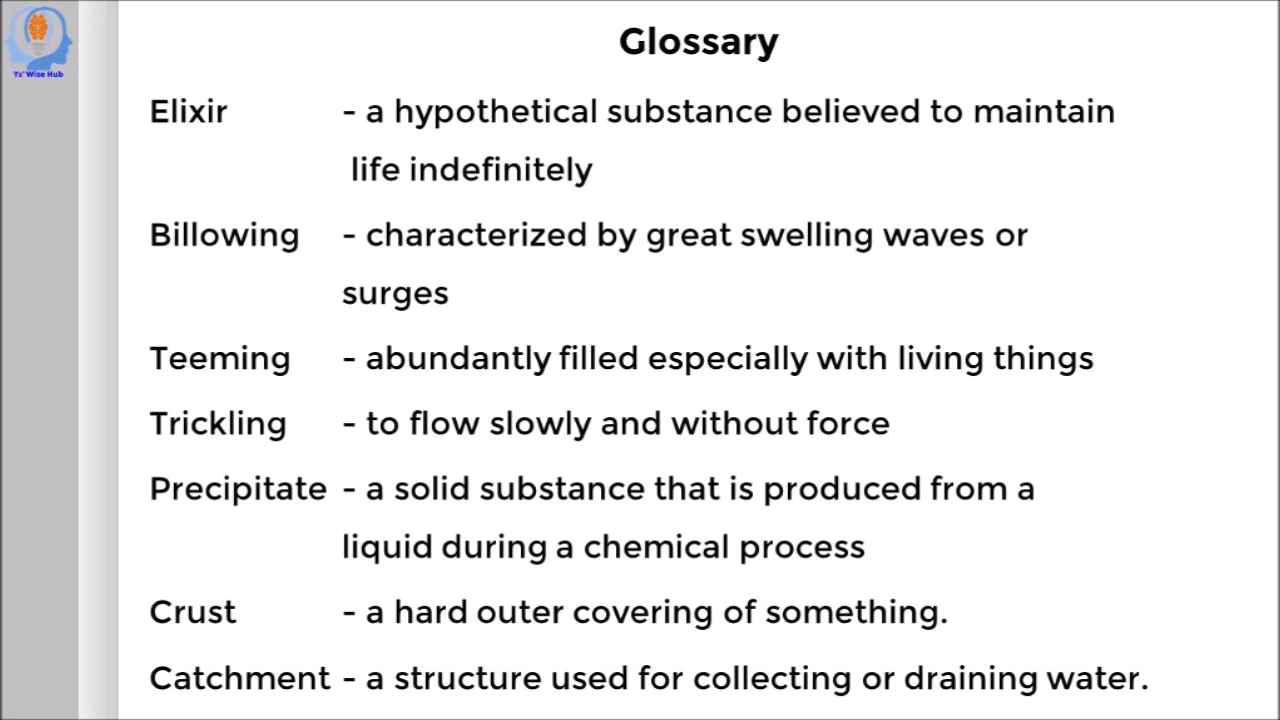 Ys' Wise Hub
Glossary
Elixir - a hypothetical substance believed to maintain
life indefinitely
Billowing - characterized by great swelling waves or
surges
Teeming - abundantly filled especially with living things
Trickling - to flow slowly and without force
Precipitate - a solid substance that is produced from a
liquid during a chemical process
Crust - a hard outer covering of something.
Catchment - a structure used for collecting or draining water.